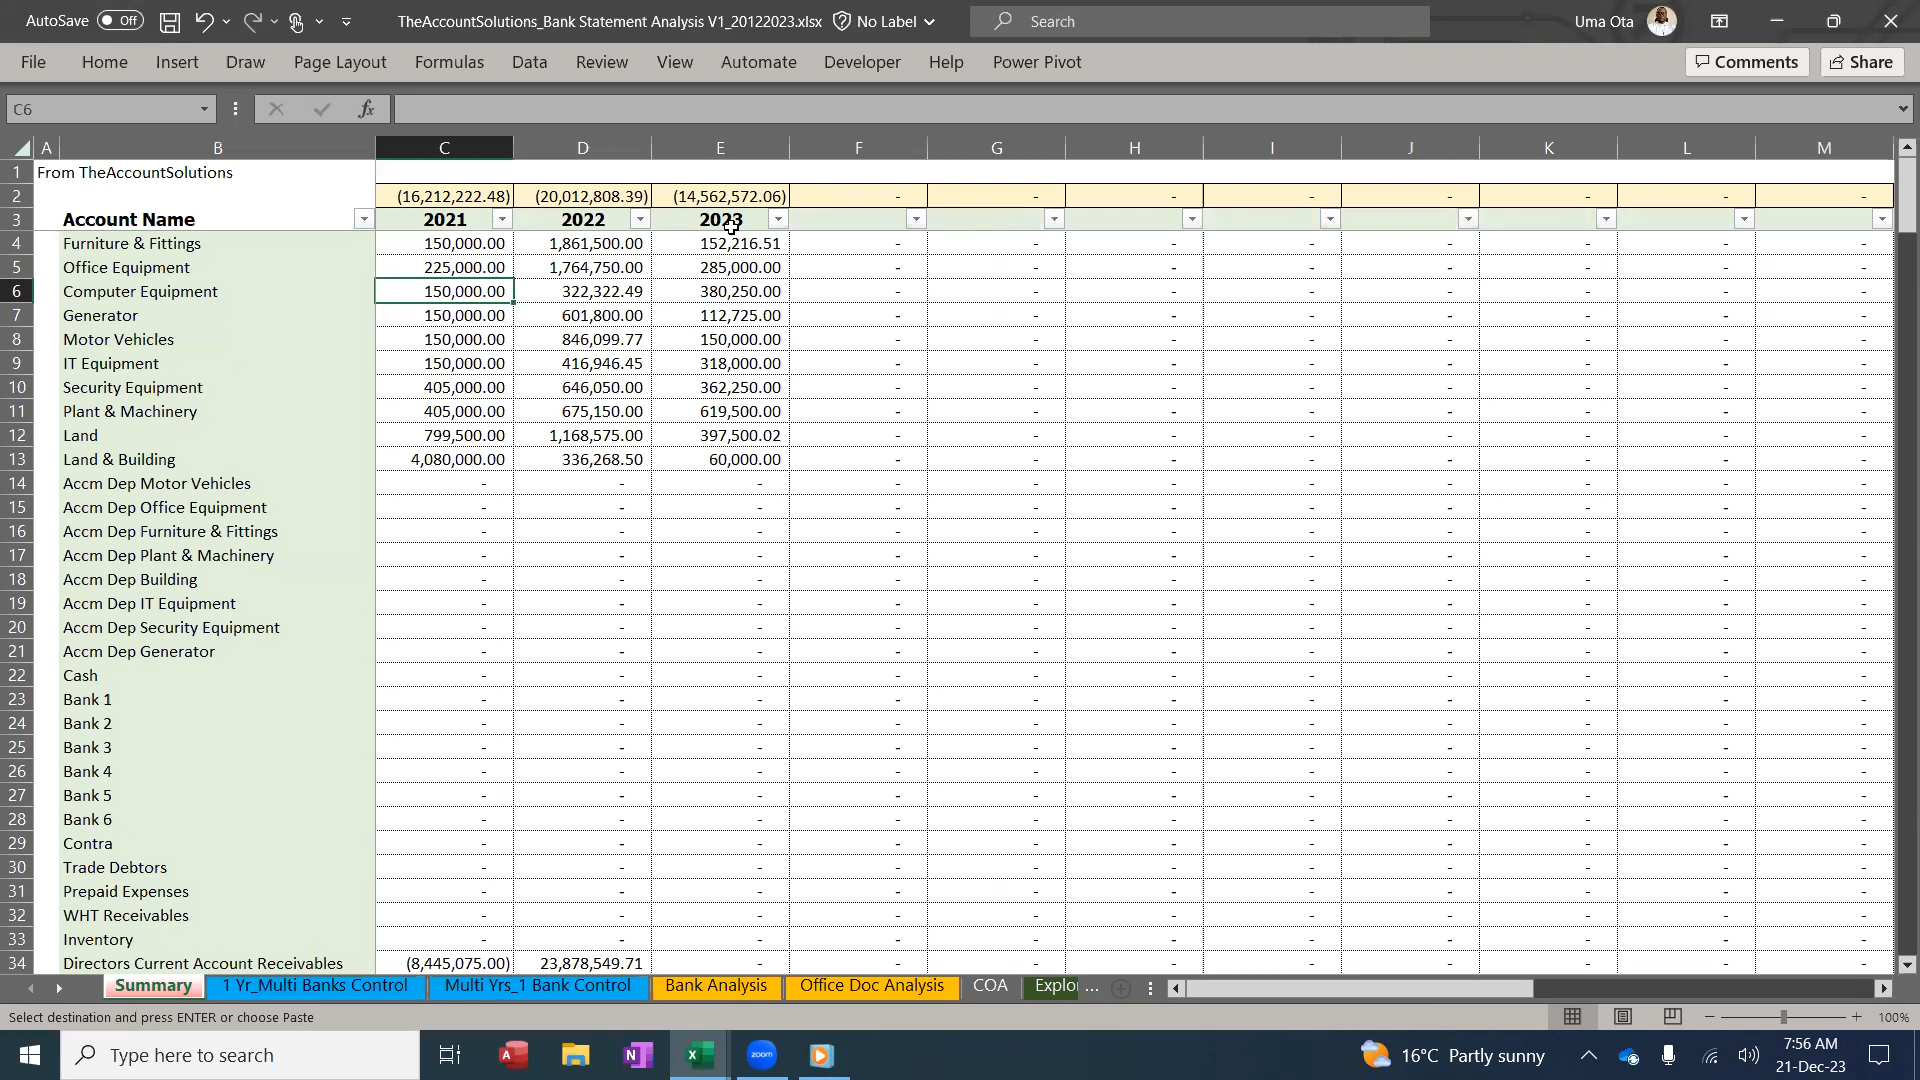 AutoSave Off TheAccountSolutions_Bank Statement Analysis V1_20122023.xlsx No Label Search Uma Ota
File Home Insert Draw Page Layout Formulas Data Review View Automate Developer Help Power Pivot Comments Share
C6 fx
A B C D E F G H I J K L M
1 From TheAccountSolutions
2 (16,212,222.48) (20,012,808.39) (14,562,572.06) - - - - - - - -
3 Account Name 2021 2022 2023
4 Furniture & Fittings 150,000.00 1,861,500.00 152,216.51 - - - - - - - -
5 Office Equipment 225,000.00 1,764,750.00 285,000.00 - - - - - - - -
6 Computer Equipment 150,000.00 322,322.49 380,250.00 - - - - - - - -
7 Generator 150,000.00 601,800.00 112,725.00 - - - - - - - -
8 Motor Vehicles 150,000.00 846,099.77 150,000.00 - - - - - - - -
9 IT Equipment 150,000.00 416,946.45 318,000.00 - - - - - - - -
10 Security Equipment 405,000.00 646,050.00 362,250.00 - - - - - - - -
11 Plant & Machinery 405,000.00 675,150.00 619,500.00 - - - - - - - -
12 Land 799,500.00 1,168,575.00 397,500.02 - - - - - - - -
13 Land & Building 4,080,000.00 336,268.50 60,000.00 - - - - - - - -
14 Accm Dep Motor Vehicles - - - - - - - - - - -
15 Accm Dep Office Equipment - - - - - - - - - - -
16 Accm Dep Furniture & Fittings - - - - - - - - - - -
17 Accm Dep Plant & Machinery - - - - - - - - - - -
18 Accm Dep Building - - - - - - - - - - -
19 Accm Dep IT Equipment - - - - - - - - - - -
20 Accm Dep Security Equipment - - - - - - - - - - -
21 Accm Dep Generator - - - - - - - - - - -
22 Cash - - - - - - - - - - -
23 Bank 1 - - - - - - - - - - -
24 Bank 2 - - - - - - - - - - -
25 Bank 3 - - - - - - - - - - -
26 Bank 4 - - - - - - - - - - -
27 Bank 5 - - - - - - - - - - -
28 Bank 6 - - - - - - - - - - -
29 Contra - - - - - - - - - - -
30 Trade Debtors - - - - - - - - - - -
31 Prepaid Expenses - - - - - - - - - - -
32 WHT Receivables - - - - - - - - - - -
33 Inventory - - - - - - - - - - -
34 Directors Current Account Receivables (8,445,075.00) 23,878,549.71 - - - - - - - - -
Summary 1 Yr_Multi Banks Control Multi Yrs_1 Bank Control Bank Analysis Office Doc Analysis COA Explo ...
Select destination and press ENTER or choose Paste 100%
Type here to search zoom 16°C Partly sunny 7:56 AM
21-Dec-23